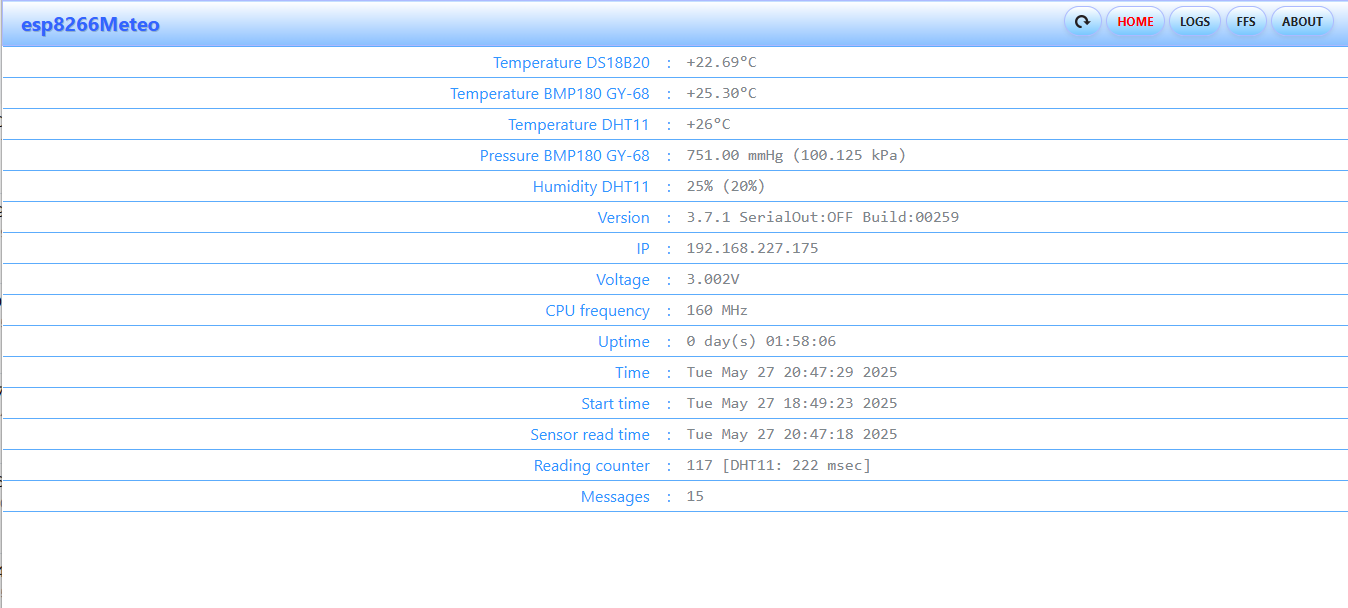 esp8266Meteo HOME LOGS FFS ABOUT
Temperature DS18B20 : +22.69°C
Temperature BMP180 GY-68 : +25.30°C
Temperature DHT11 : +26°C
Pressure BMP180 GY-68 : 751.00 mmHg (100.125 kPa)
Humidity DHT11 : 25% (20%)
Version : 3.7.1 SerialOut:OFF Build:00259
IP : 192.168.227.175
Voltage : 3.002V
CPU frequency : 160 MHz
Uptime : 0 day(s) 01:58:06
Time : Tue May 27 20:47:29 2025
Start time : Tue May 27 18:49:23 2025
Sensor read time : Tue May 27 20:47:18 2025
Reading counter : 117 [DHT11: 222 msec]
Messages : 15